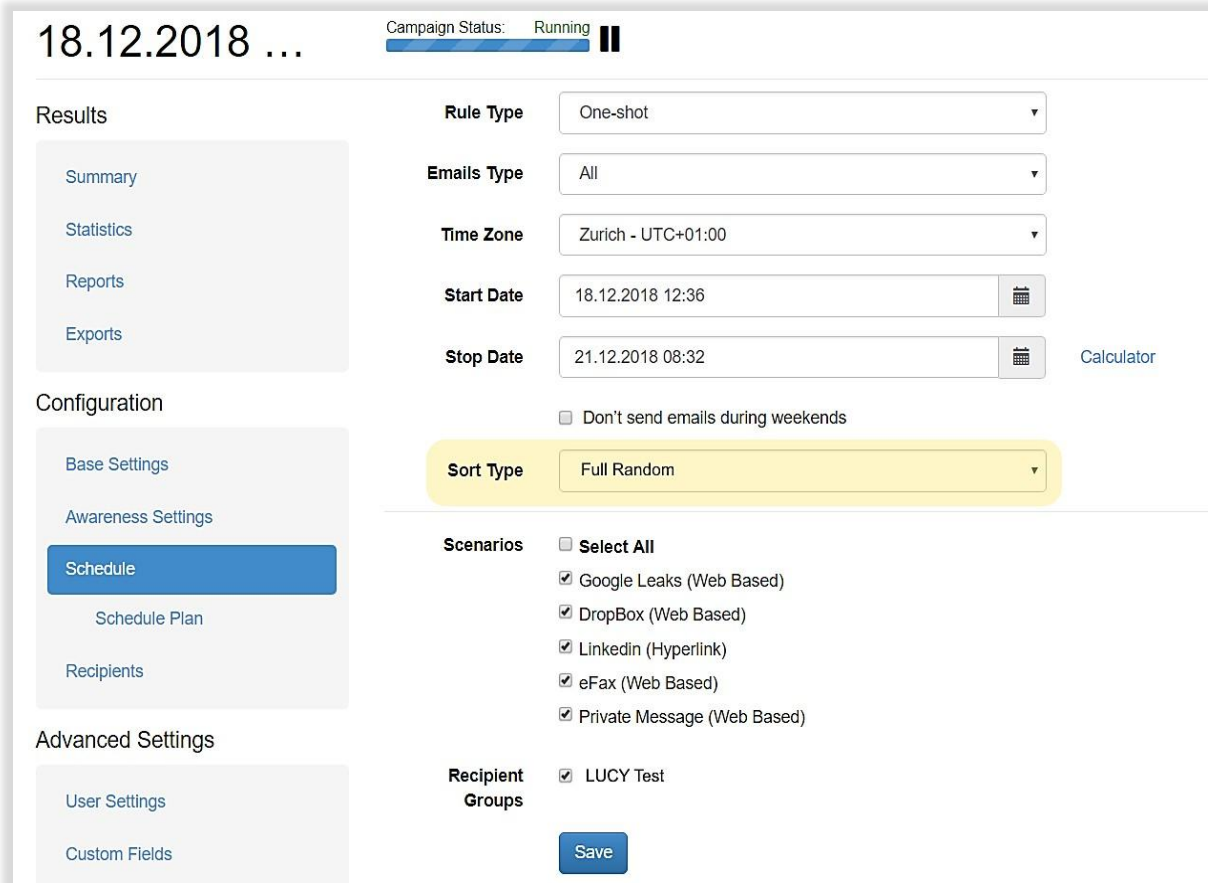 18.12.2018 ...
Campaign Status: Running
Results
Summary
Statistics
Reports
Exports
Configuration
Base Settings
Awareness Settings
Schedule
Schedule Plan
Recipients
Advanced Settings
User Settings
Custom Fields
Rule Type One-shot
Emails Type All
Time Zone Zurich - UTC+01:00
Start Date 18.12.2018 12:36
Stop Date 21.12.2018 08:32 Calculator
Don't send emails during weekends
Sort Type Full Random
Scenarios Select All
Google Leaks (Web Based)
DropBox (Web Based)
Linkedin (Hyperlink)
eFax (Web Based)
Private Message (Web Based)
Recipient Groups LUCY Test
Save